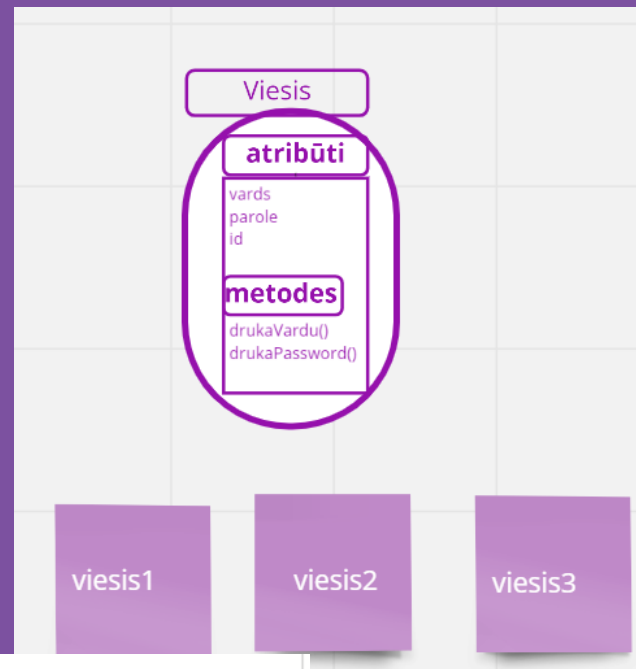 Viesis
atribūti
vards
parole
id
metodes
drukaVardu()
drukaPassword()
viesis1
viesis2
viesis3